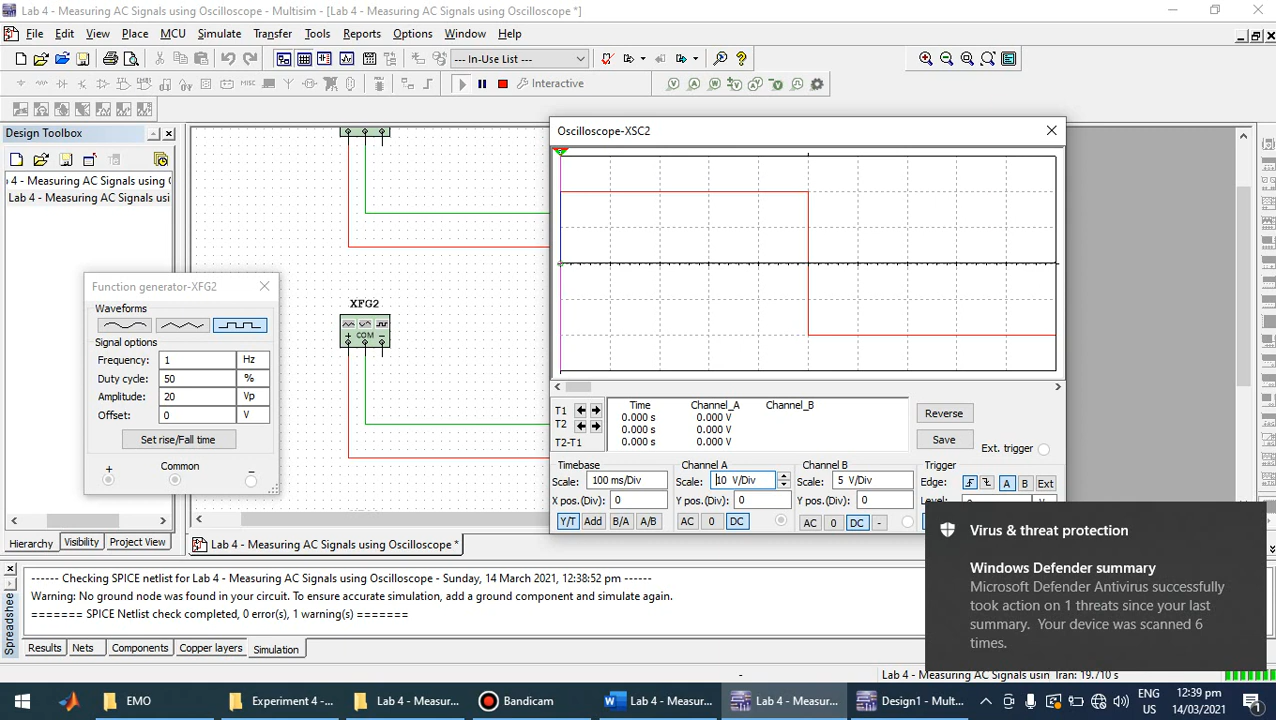 Lab 4 - Measuring AC Signals using Oscilloscope - Multisim - [Lab 4 - Measuring AC Signals using Oscilloscope *]
File Edit View Place MCU Simulate Transfer Tools Reports Options Window Help
--- In-Use List ---
Interactive
Design Toolbox
4 - Measuring AC Signals using (
Lab 4 - Measuring AC Signals usi
Oscilloscope-XSC2
Function generator-XFG2
Waveforms
Signal options
Frequency: 1 Hz
Duty cycle: 50 %
Amplitude: 20 Vp
Offset: 0 V
Set rise/Fall time
+ Common −
XFG2
+ COM −
Time Channel_A Channel_B
T1 0.000 s 0.000 V
T2 0.000 s 0.000 V
T2-T1 0.000 s 0.000 V
Reverse
Save
Ext. trigger
Timebase
Scale: 100 ms/Div
X pos.(Div): 0
Y/T Add B/A A/B
Channel A
Scale: 10 V/Div
Y pos.(Div): 0
AC 0 DC
Channel B
Scale: 5 V/Div
Y pos.(Div): 0
AC 0 DC -
Trigger
Edge: A B Ext
Hierarchy Visibility Project View
Lab 4 - Measuring AC Signals using Oscilloscope *
Spreadshee
------ Checking SPICE netlist for Lab 4 - Measuring AC Signals using Oscilloscope - Sunday, 14 March 2021, 12:38:52 pm ------
Warning: No ground node was found in your circuit. To ensure accurate simulation, add a ground component and simulate again.
======= SPICE Netlist check completed, 0 error(s), 1 warning(s) =======
Results Nets Components Copper layers Simulation
Virus & threat protection
Windows Defender summary
Microsoft Defender Antivirus successfully
took action on 1 threats since your last
summary. Your device was scanned 6
times.
Lab 4 - Measuring AC Signals usin Tran: 19.710 s
EMO
Experiment 4 -...
Lab 4 - Measur...
Bandicam
Lab 4 - Measur...
Lab 4 - Measur...
Design1 - Mult...
ENG
US
12:39 pm
14/03/2021
1